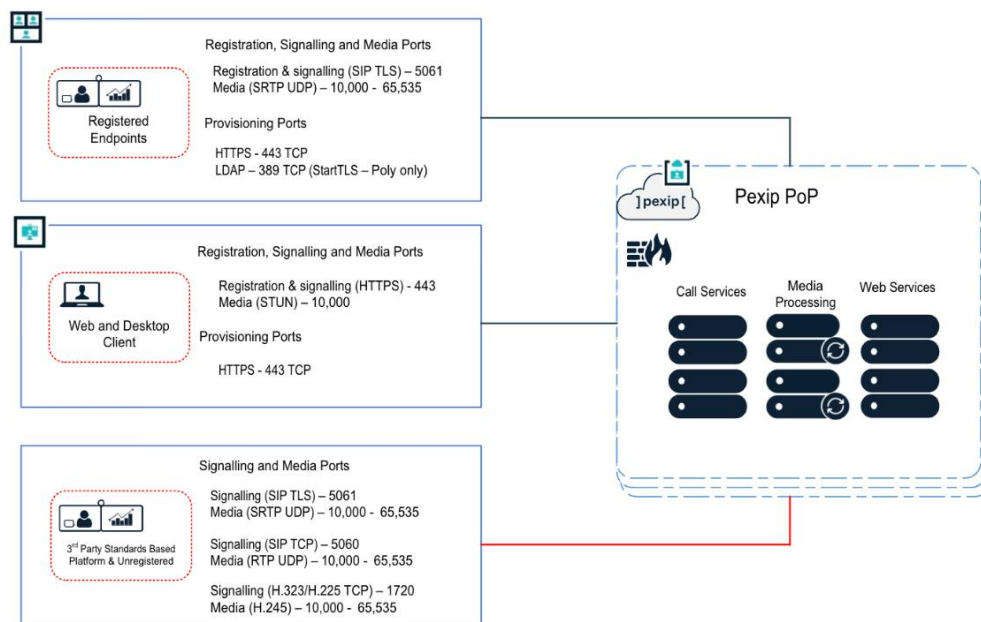 Registration, Signalling and Media Ports
Registration & signalling (SIP TLS) – 5061
Media (SRTP UDP) – 10,000 - 65,535
Registered
Endpoints
Provisioning Ports
HTTPS - 443 TCP
LDAP – 389 TCP (StartTLS – Poly only)
Registration, Signalling and Media Ports
Registration & signalling (HTTPS) - 443
Media (STUN) – 10,000
Web and Desktop
Client
Provisioning Ports
HTTPS - 443 TCP
Signalling and Media Ports
Signalling (SIP TLS) – 5061
Media (SRTP UDP) – 10,000 - 65,535
3rd Party Standards Based
Platform & Unregistered
Signalling (SIP TCP) – 5060
Media (RTP UDP) – 10,000 - 65,535
Signalling (H.323/H.225 TCP) – 1720
Media (H.245) – 10,000 - 65,535
]pexip[
Pexip PoP
Call Services
Media
Processing
Web Services